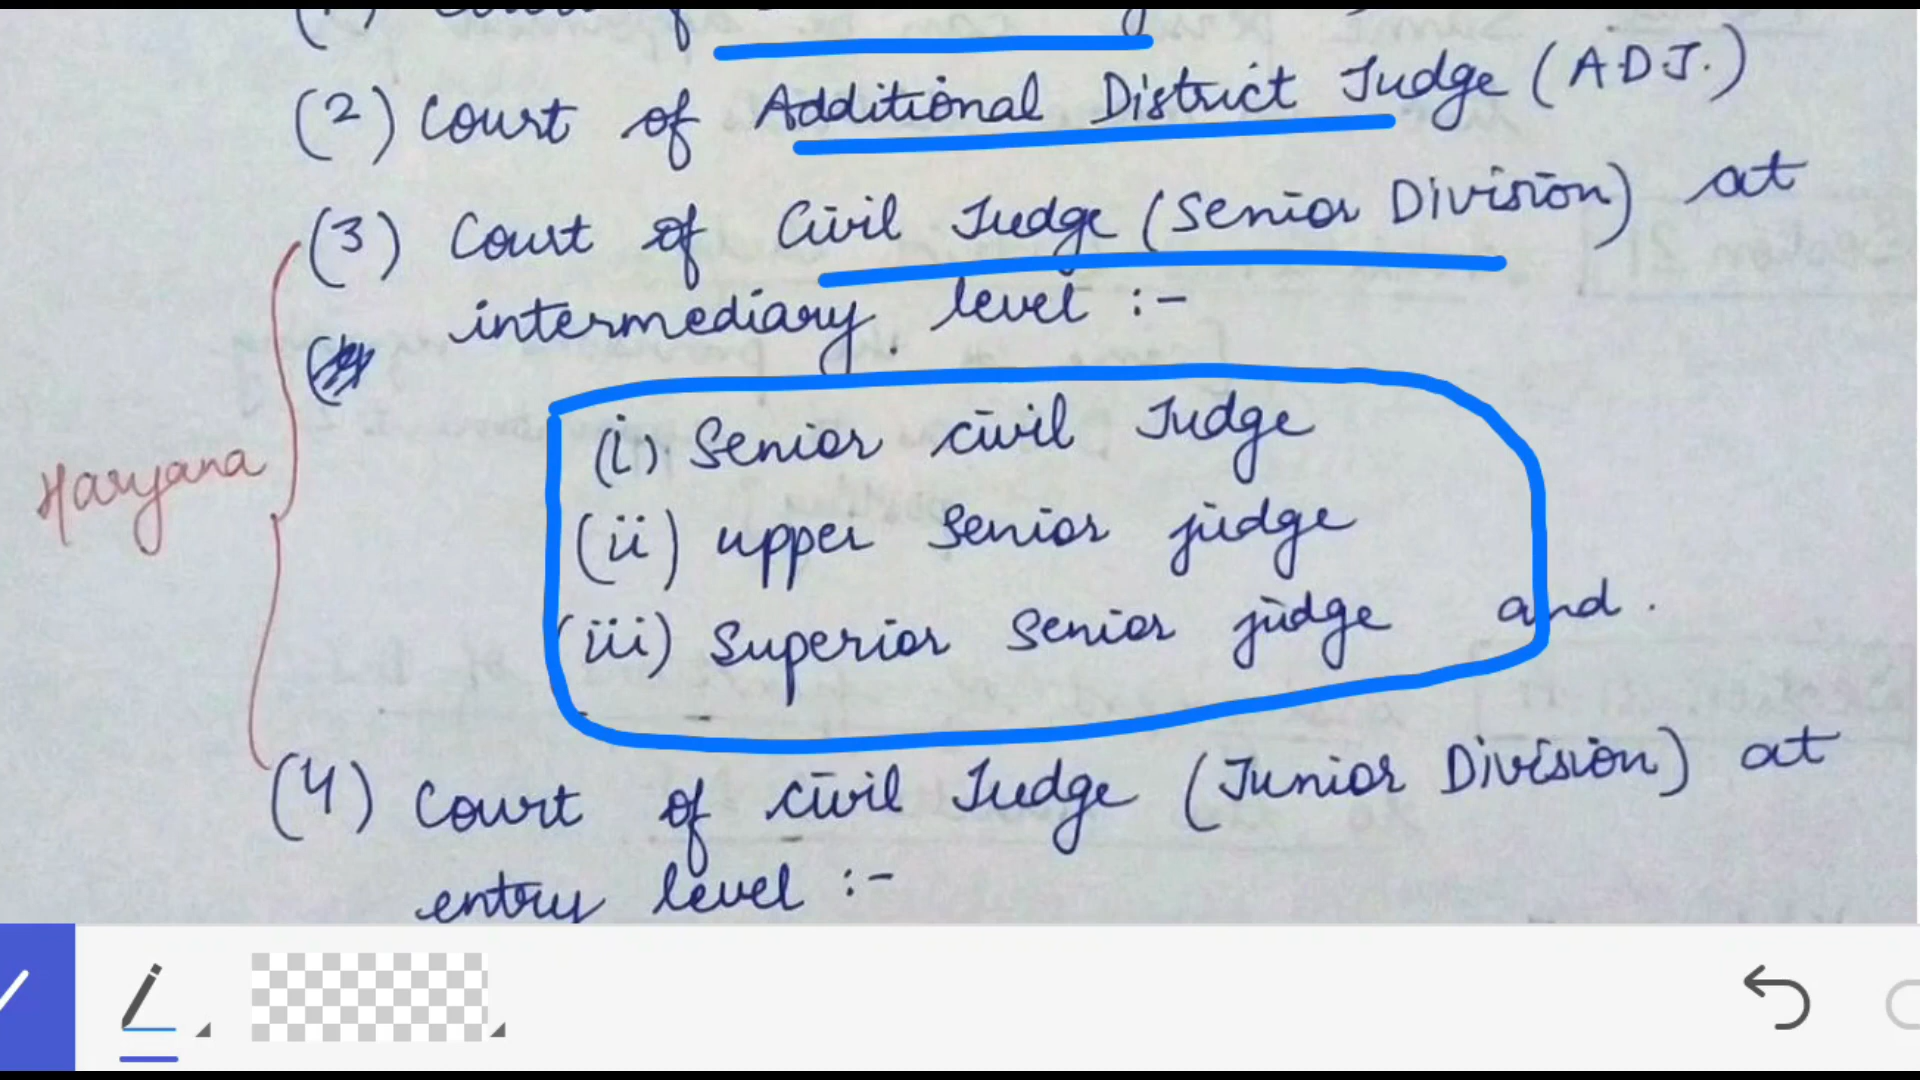 (2) Court of Additional District Judge (ADJ.)
(3) Court of Civil Judge (Senior Division) at
intermediary level :-
Haryana
(i) Senior civil Judge
(ii) upper Senior judge
(iii) Superior Senior judge and.
(4) Court of civil Judge (Junior Division) at
entry level :-